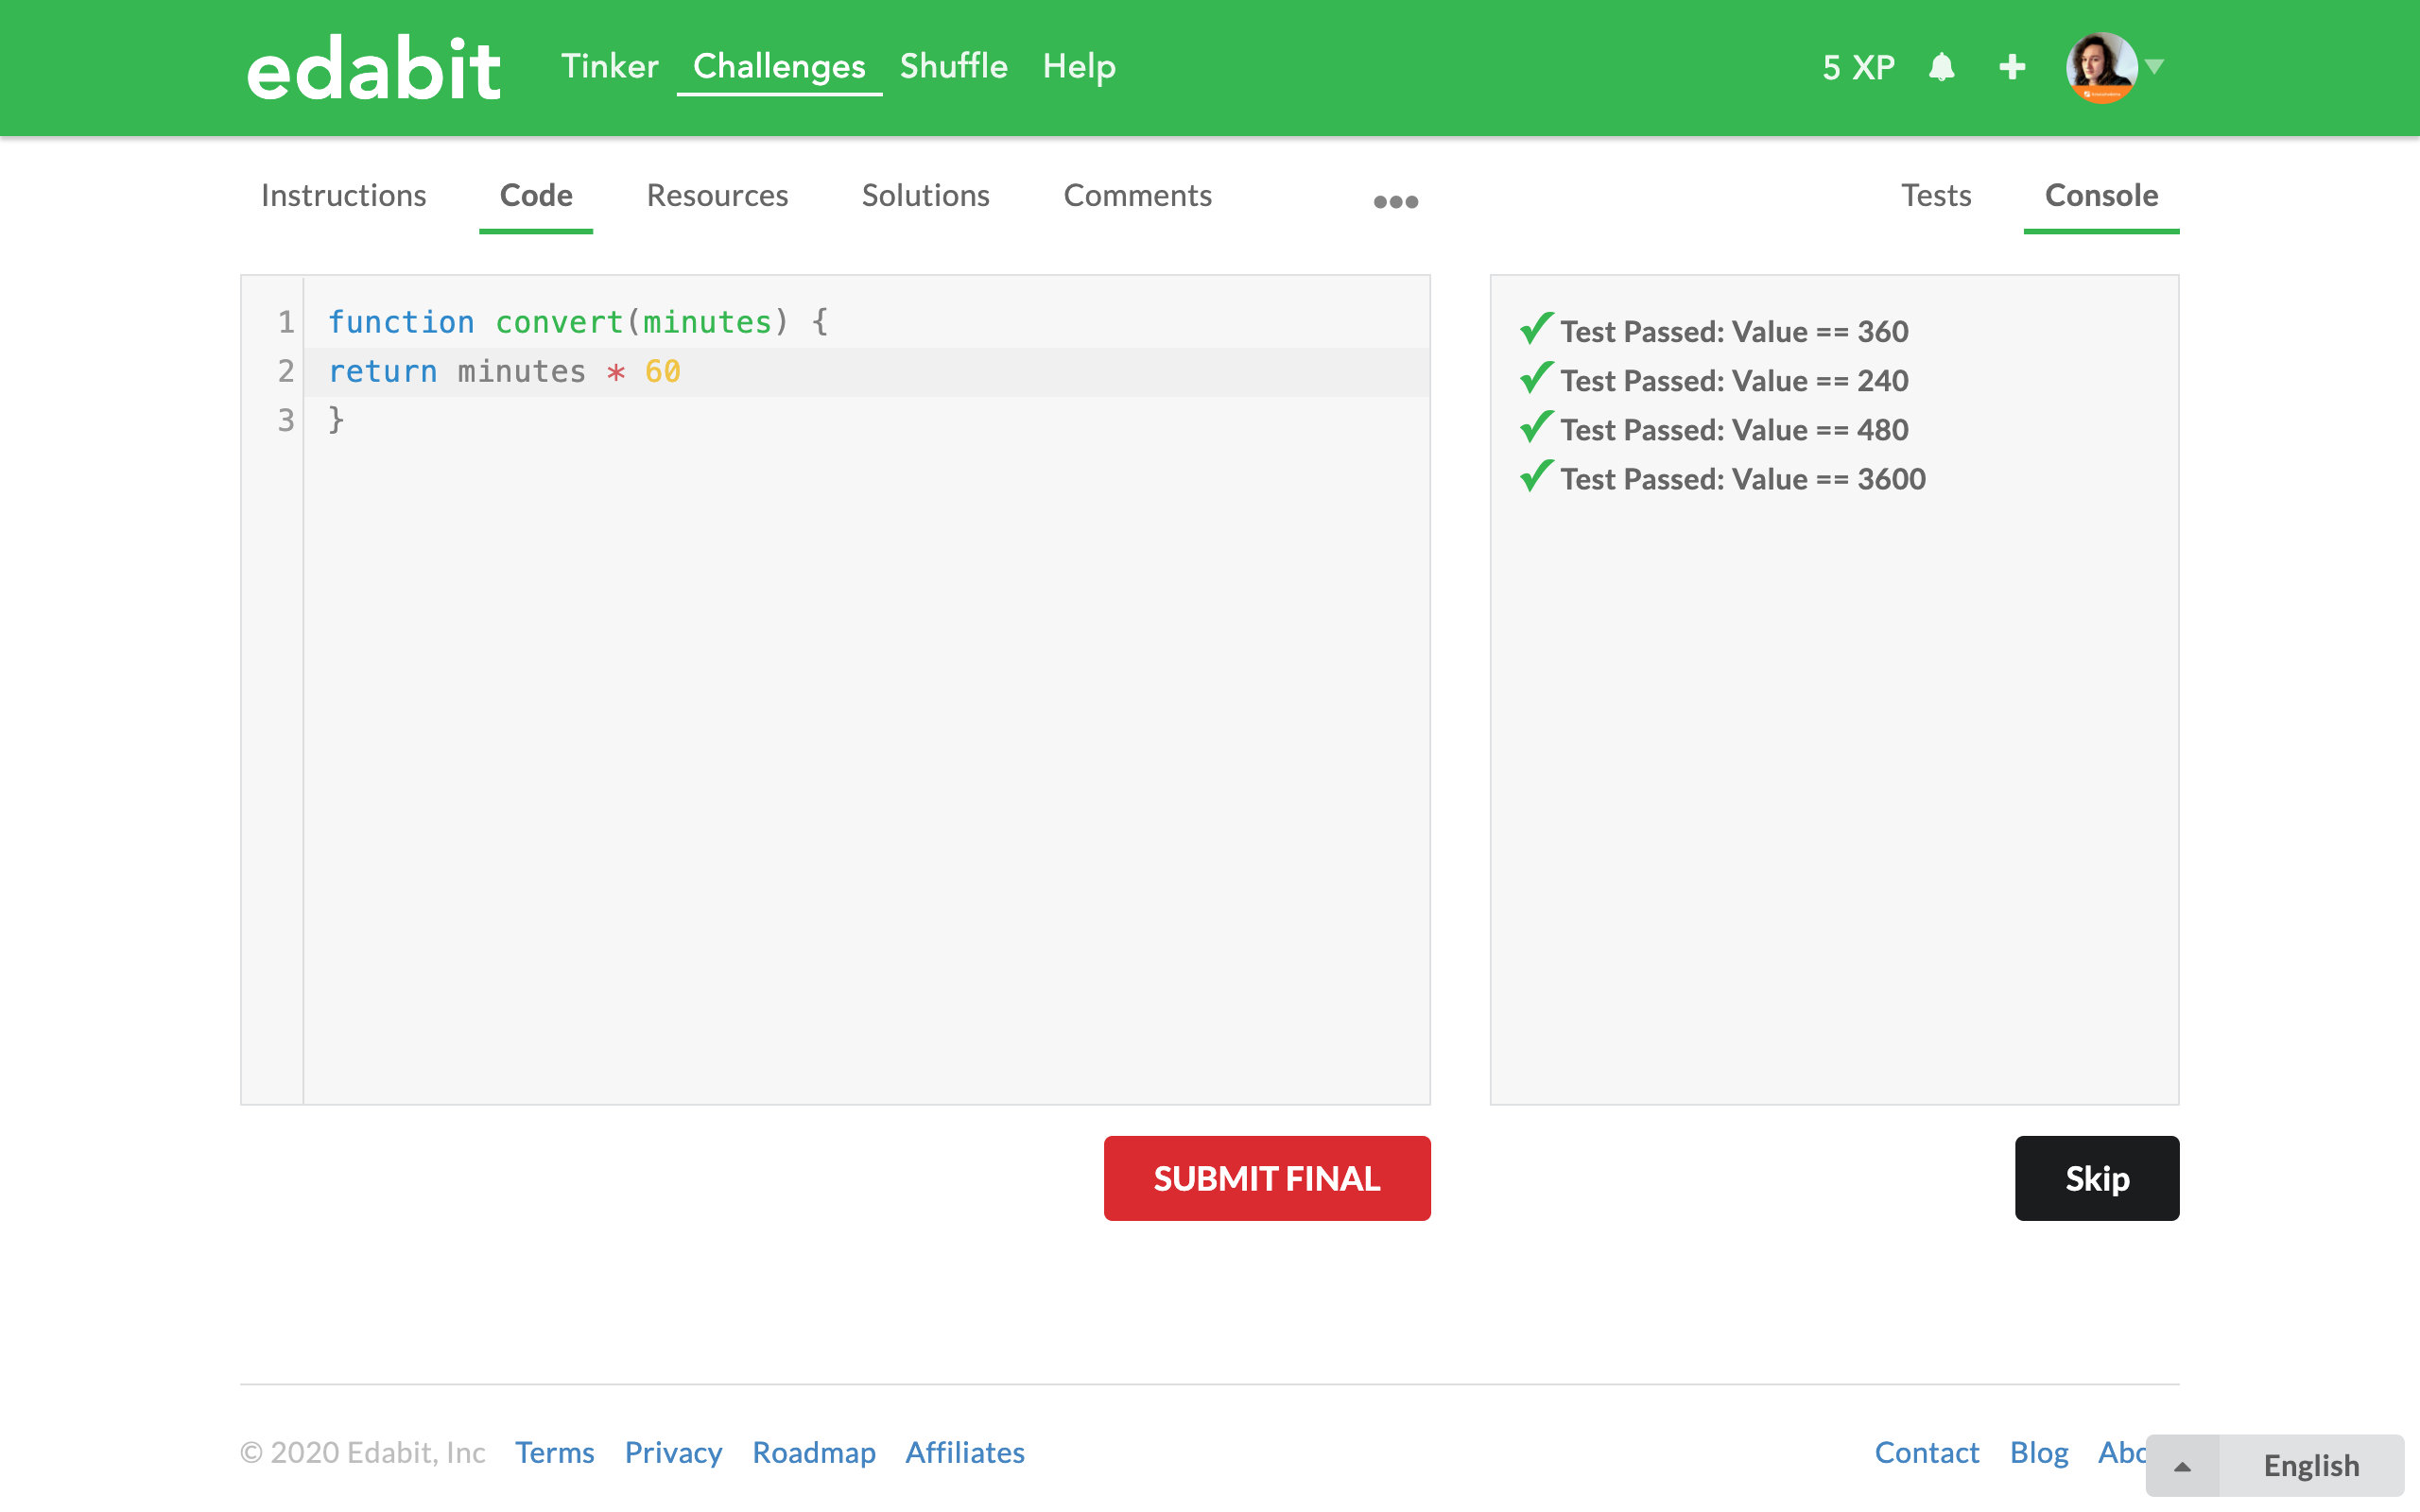 edabit Tinker Challenges Shuffle Help 5 XP
Instructions Code Resources Solutions Comments Tests Console
1 function convert(minutes) {
2 return minutes * 60
3 }
Test Passed: Value == 360
Test Passed: Value == 240
Test Passed: Value == 480
Test Passed: Value == 3600
SUBMIT FINAL Skip
© 2020 Edabit, Inc Terms Privacy Roadmap Affiliates Contact Blog Abo English